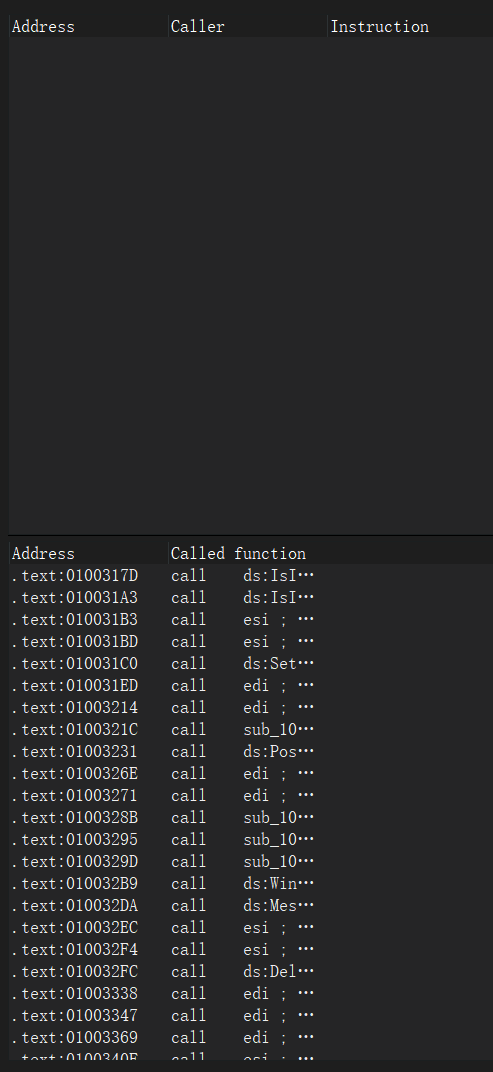 Address Caller Instruction
Address Called function
.text:0100317D call ds:IsI…
.text:010031A3 call ds:IsI…
.text:010031B3 call esi ; …
.text:010031BD call esi ; …
.text:010031C0 call ds:Set…
.text:010031ED call edi ; …
.text:01003214 call edi ; …
.text:0100321C call sub_10…
.text:01003231 call ds:Pos…
.text:0100326E call edi ; …
.text:01003271 call edi ; …
.text:0100328B call sub_10…
.text:01003295 call sub_10…
.text:0100329D call sub_10…
.text:010032B9 call ds:Win…
.text:010032DA call ds:Mes…
.text:010032EC call esi ; …
.text:010032F4 call esi ; …
.text:010032FC call ds:Del…
.text:01003338 call edi ; …
.text:01003347 call edi ; …
.text:01003369 call edi ; …
call esi ; …